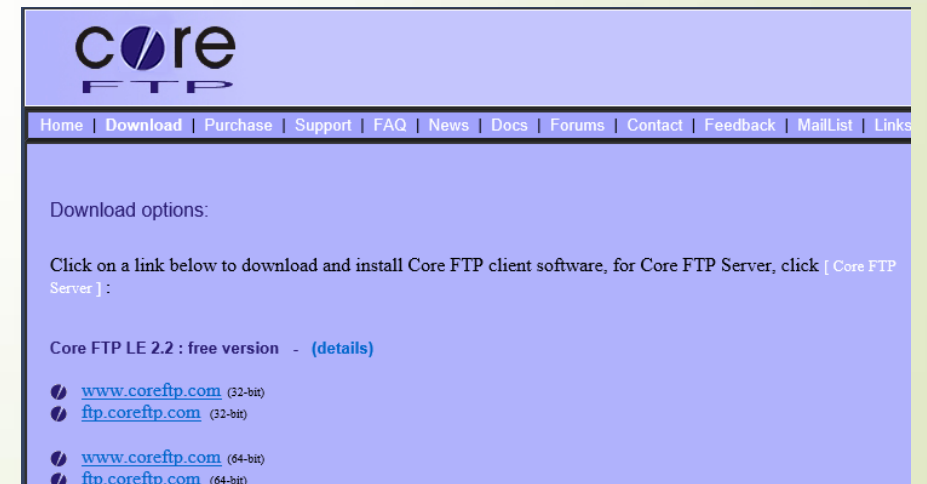 core
FTP
Home | Download | Purchase | Support | FAQ | News | Docs | Forums | Contact | Feedback | MailList | Links
Download options:
Click on a link below to download and install Core FTP client software, for Core FTP Server, click [ Core FTP
Server ] :
Core FTP LE 2.2 : free version - (details)
www.coreftp.com (32-bit)
ftp.coreftp.com (32-bit)
www.coreftp.com (64-bit)
ftp.coreftp.com (64-bit)